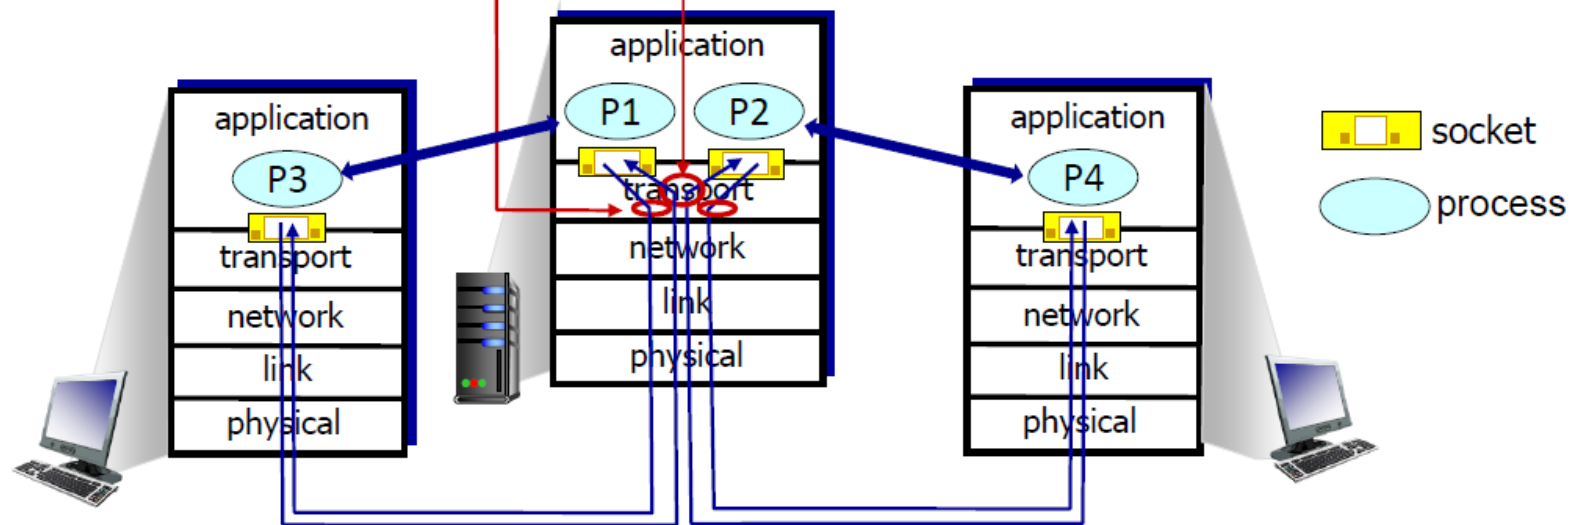 application
P1
P2
transport
network
link
physical
application
P3
transport
network
link
physical
application
P4
transport
network
link
physical
socket
process